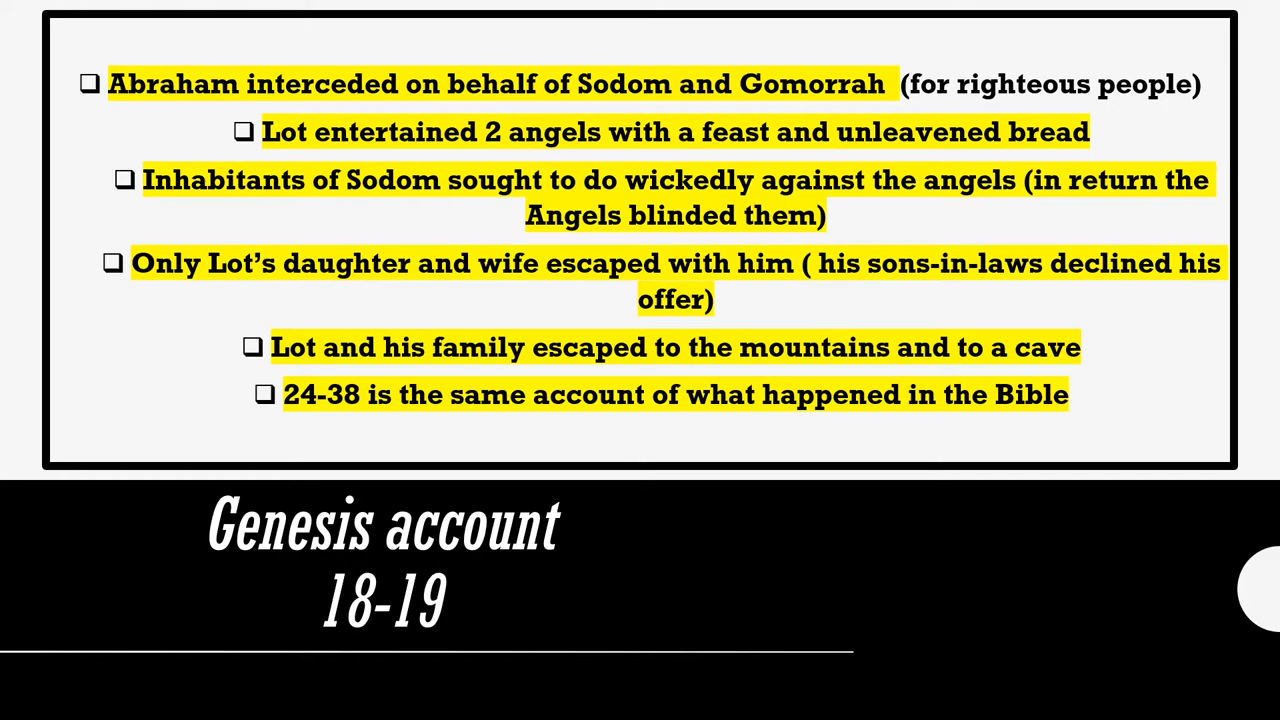 ❑ Abraham interceded on behalf of Sodom and Gomorrah (for righteous people)
❑ Lot entertained 2 angels with a feast and unleavened bread
❑ Inhabitants of Sodom sought to do wickedly against the angels (in return the
Angels blinded them)
❑ Only Lot’s daughter and wife escaped with him ( his sons-in-laws declined his
offer)
❑ Lot and his family escaped to the mountains and to a cave
❑ 24-38 is the same account of what happened in the Bible
Genesis account
18-19